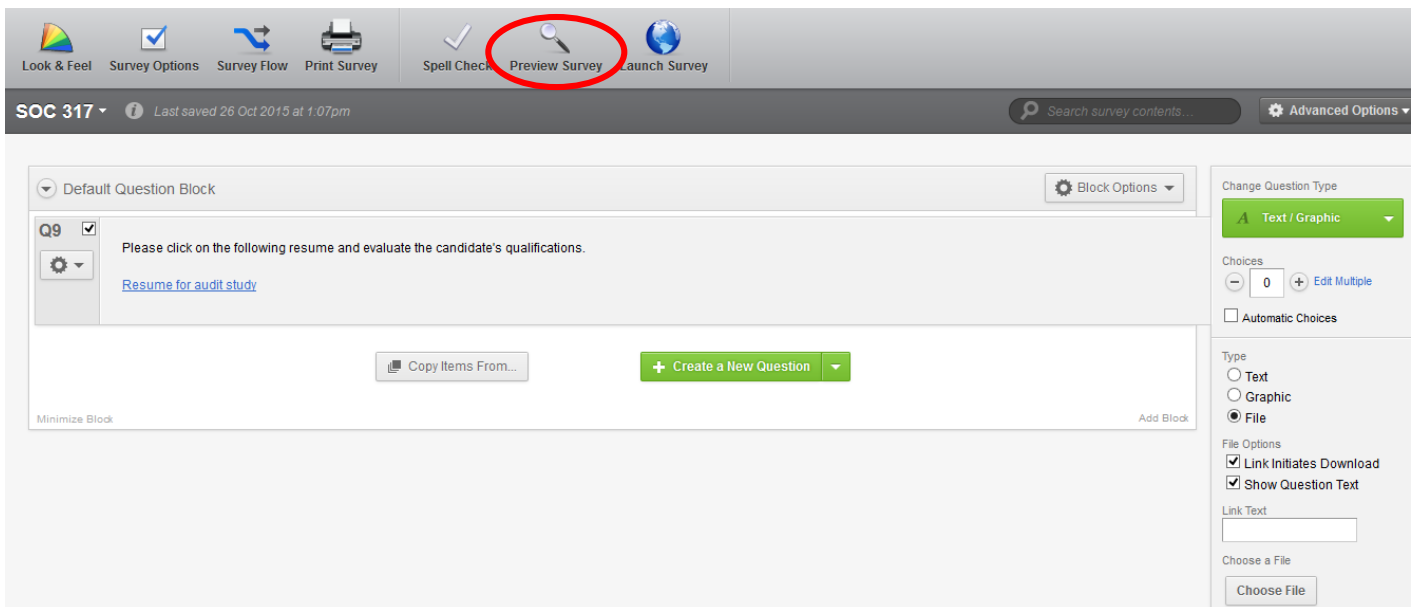 Look & Feel Survey Options Survey Flow Print Survey Spell Check Preview Survey Launch Survey
SOC 317 Last saved 26 Oct 2015 at 1:07pm Search survey contents... Advanced Options
Default Question Block Block Options
Q9
Please click on the following resume and evaluate the candidate's qualifications.
Resume for audit study
Copy Items From... + Create a New Question
Minimize Block Add Block
Change Question Type
A Text / Graphic
Choices
0 Edit Multiple
Automatic Choices
Type
Text
Graphic
File
File Options
Link Initiates Download
Show Question Text
Link Text
Choose a File
Choose File